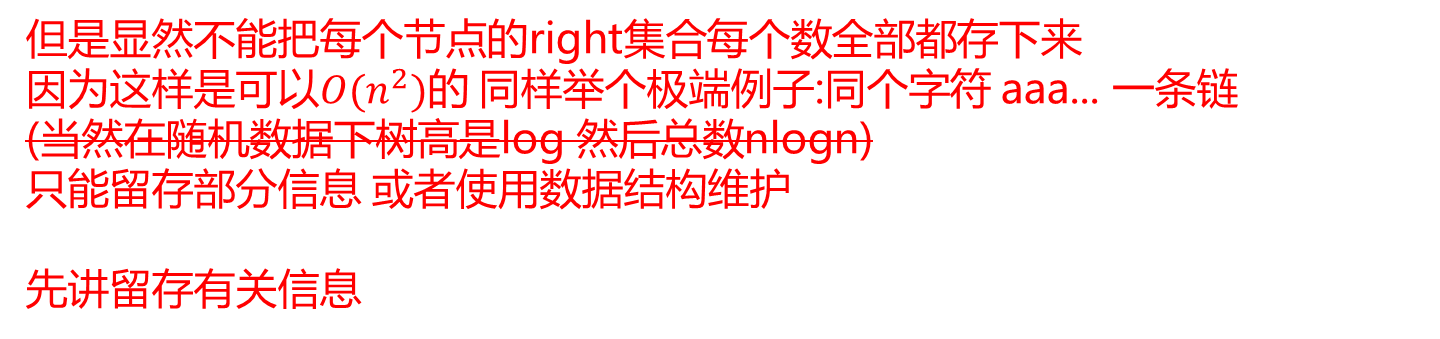 但是显然不能把每个节点的right集合每个数全部都存下来
因为这样是可以O(n²)的 同样举个极端例子:同个字符 aaa... 一条链
(当然在随机数据下树高是log 然后总数nlogn)
只能留存部分信息 或者使用数据结构维护
先讲留存有关信息